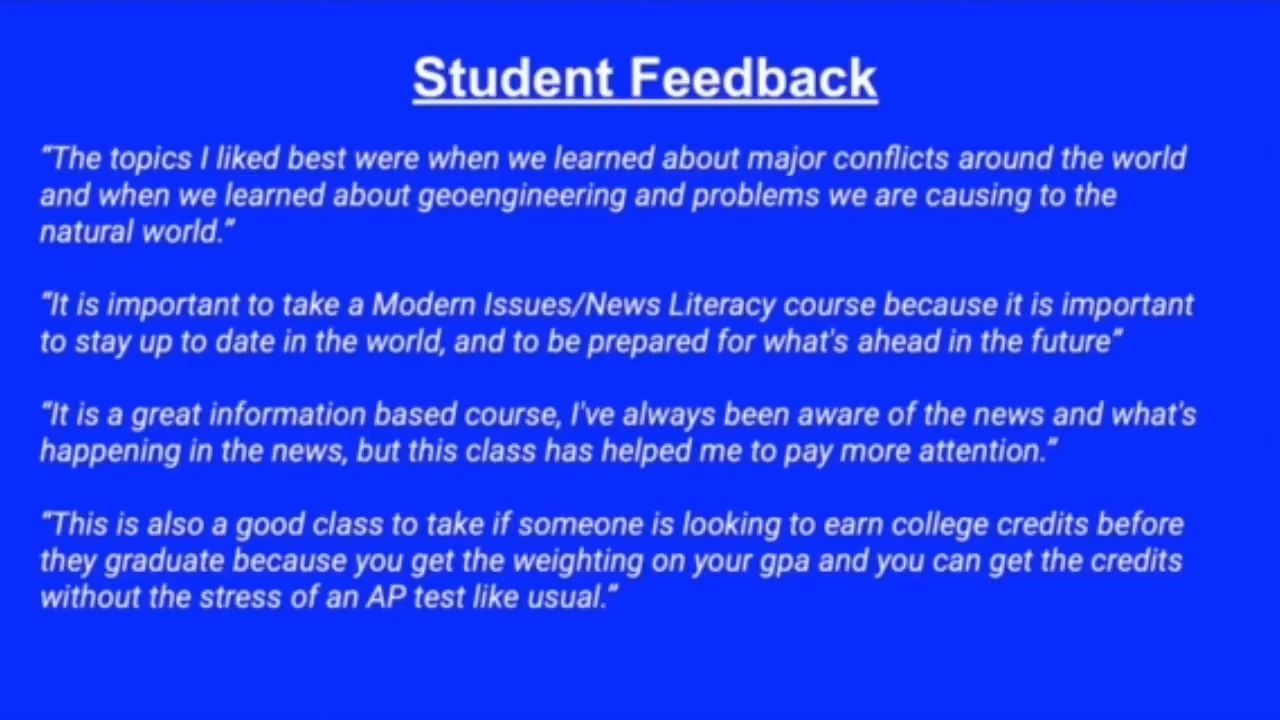 Student Feedback
“The topics I liked best were when we learned about major conflicts around the world
and when we learned about geoengineering and problems we are causing to the
natural world.”
“It is important to take a Modern Issues/News Literacy course because it is important
to stay up to date in the world, and to be prepared for what's ahead in the future“
“It is a great information based course, I've always been aware of the news and what's
happening in the news, but this class has helped me to pay more attention.”
“This is also a good class to take if someone is looking to earn college credits before
they graduate because you get the weighting on your gpa and you can get the credits
without the stress of an AP test like usual.”